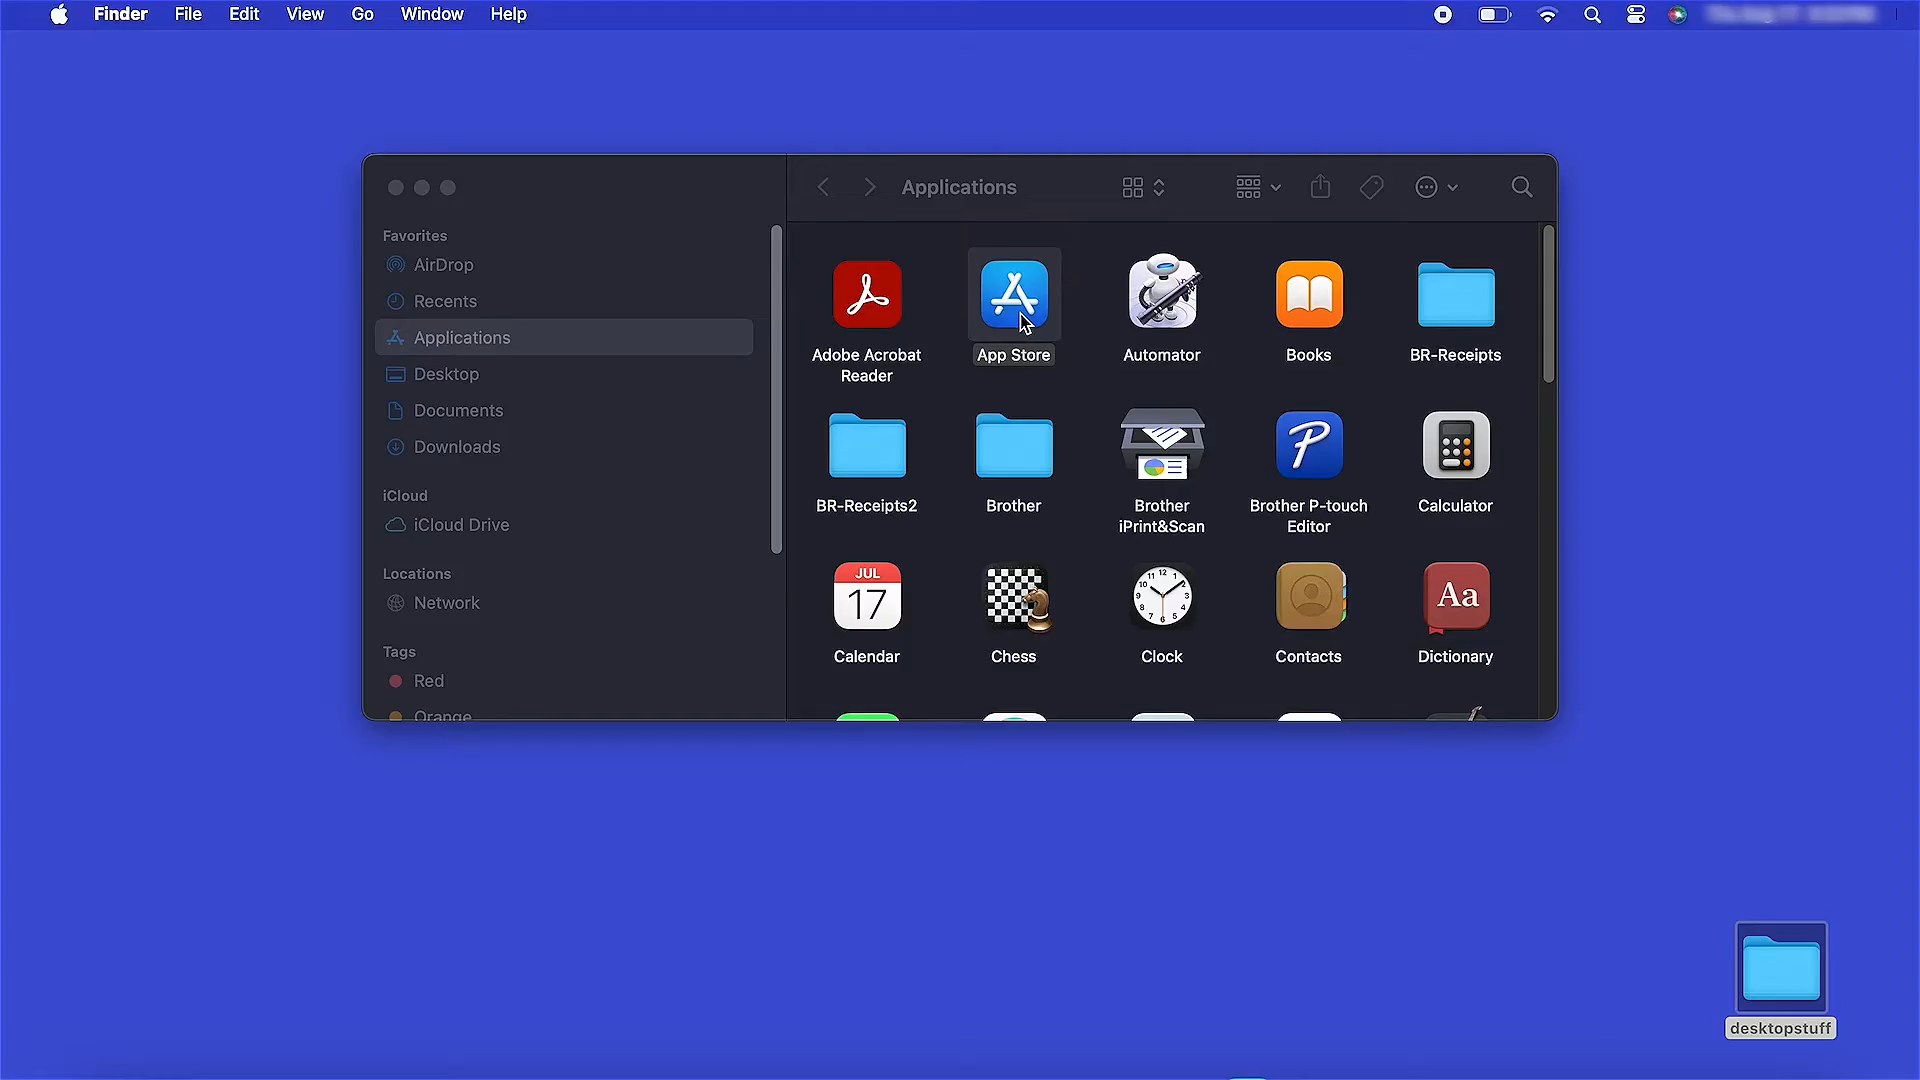 Finder File Edit View Go Window Help
Applications
Favorites
AirDrop
Recents
Applications
Desktop
Documents
Downloads
iCloud
iCloud Drive
Locations
Network
Tags
Red
Orange
Adobe Acrobat
Reader
App Store
Automator
Books
BR-Receipts
BR-Receipts2
Brother
Brother
iPrint&Scan
Brother P-touch
Editor
Calculator
JUL
17
Calendar
Chess
Clock
Contacts
Aa
Dictionary
desktopstuff